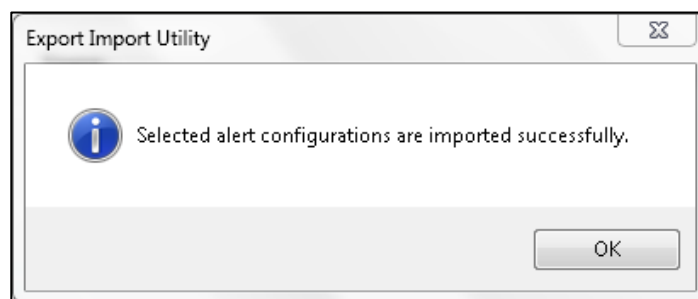 Export Import Utility
Selected alert configurations are imported successfully.
OK